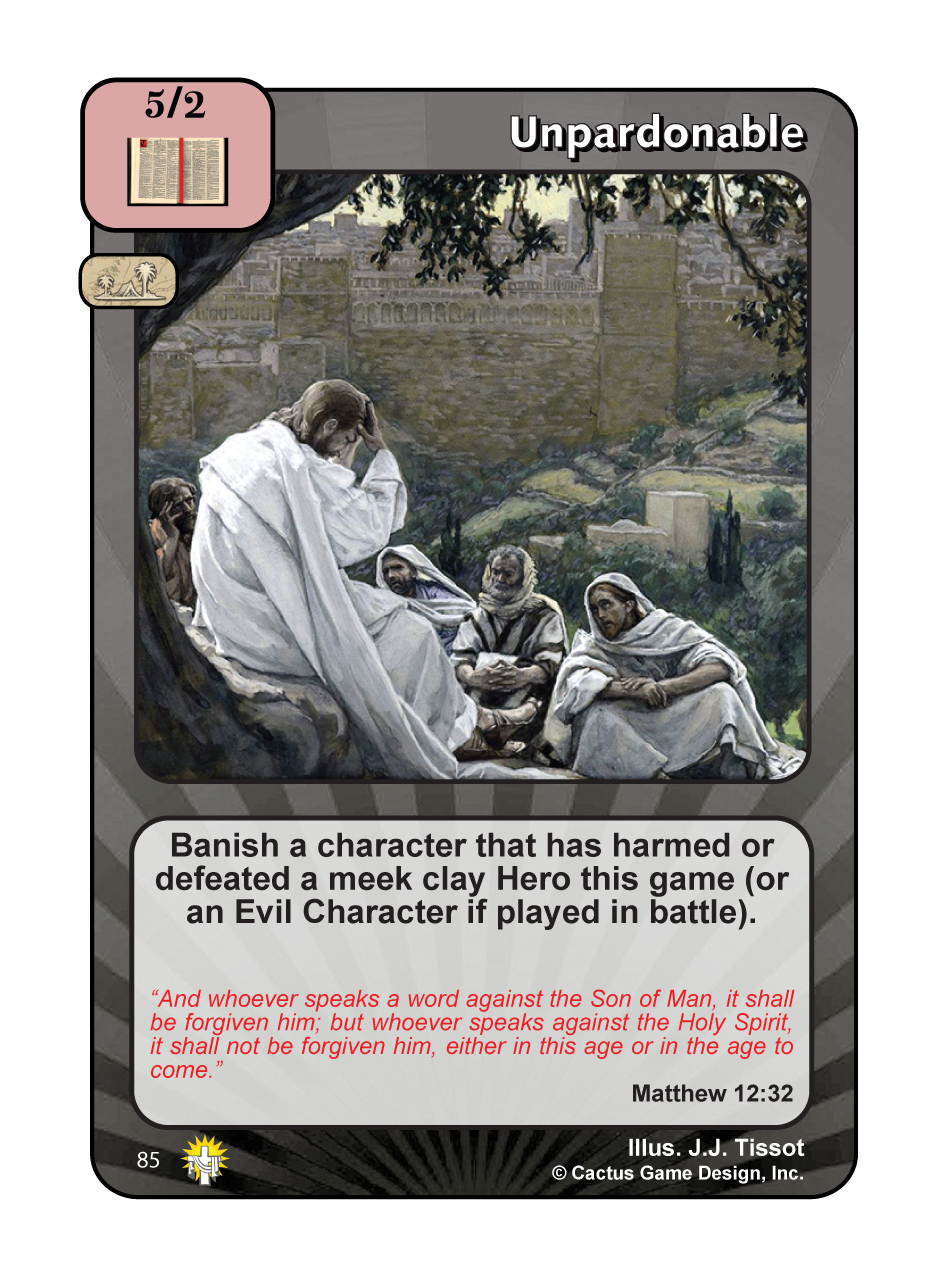 5/2
Unpardonable
Banish a character that has harmed or
defeated a meek clay Hero this game (or
an Evil Character if played in battle).
“And whoever speaks a word against the Son of Man, it shall
be forgiven him; but whoever speaks against the Holy Spirit,
it shall not be forgiven him, either in this age or in the age to
come.”
Matthew 12:32
85
Illus. J.J. Tissot
© Cactus Game Design, Inc.